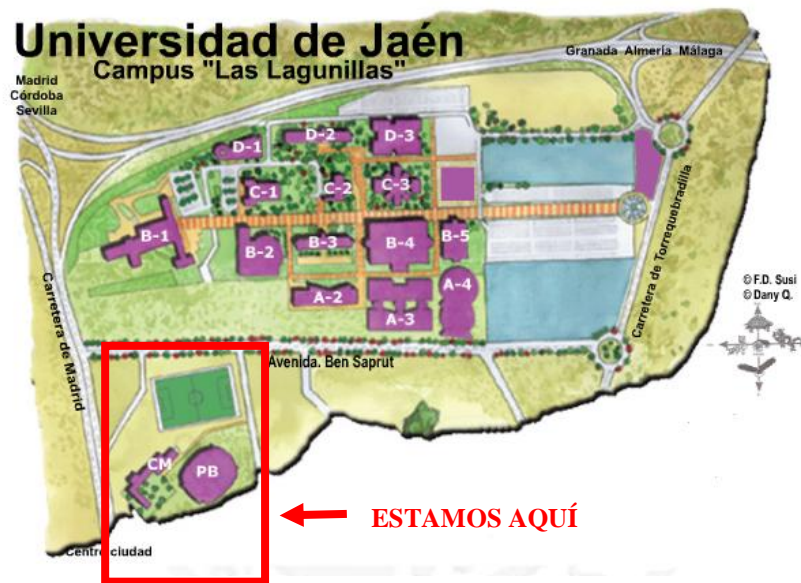 Universidad de Jaén
Campus "Las Lagunillas"
Granada Almería Málaga
Madrid
Córdoba
Sevilla
D-1
D-2
D-3
C-1
C-2
C-3
B-1
B-2
B-3
B-4
B-5
A-2
A-3
A-4
Carretera de Madrid
Carretera de Torrequebradilla
© F.D. Susi
© Dany Q.
Avenida. Ben Saprut
CM
PB
ESTAMOS AQUÍ
Centro ciudad